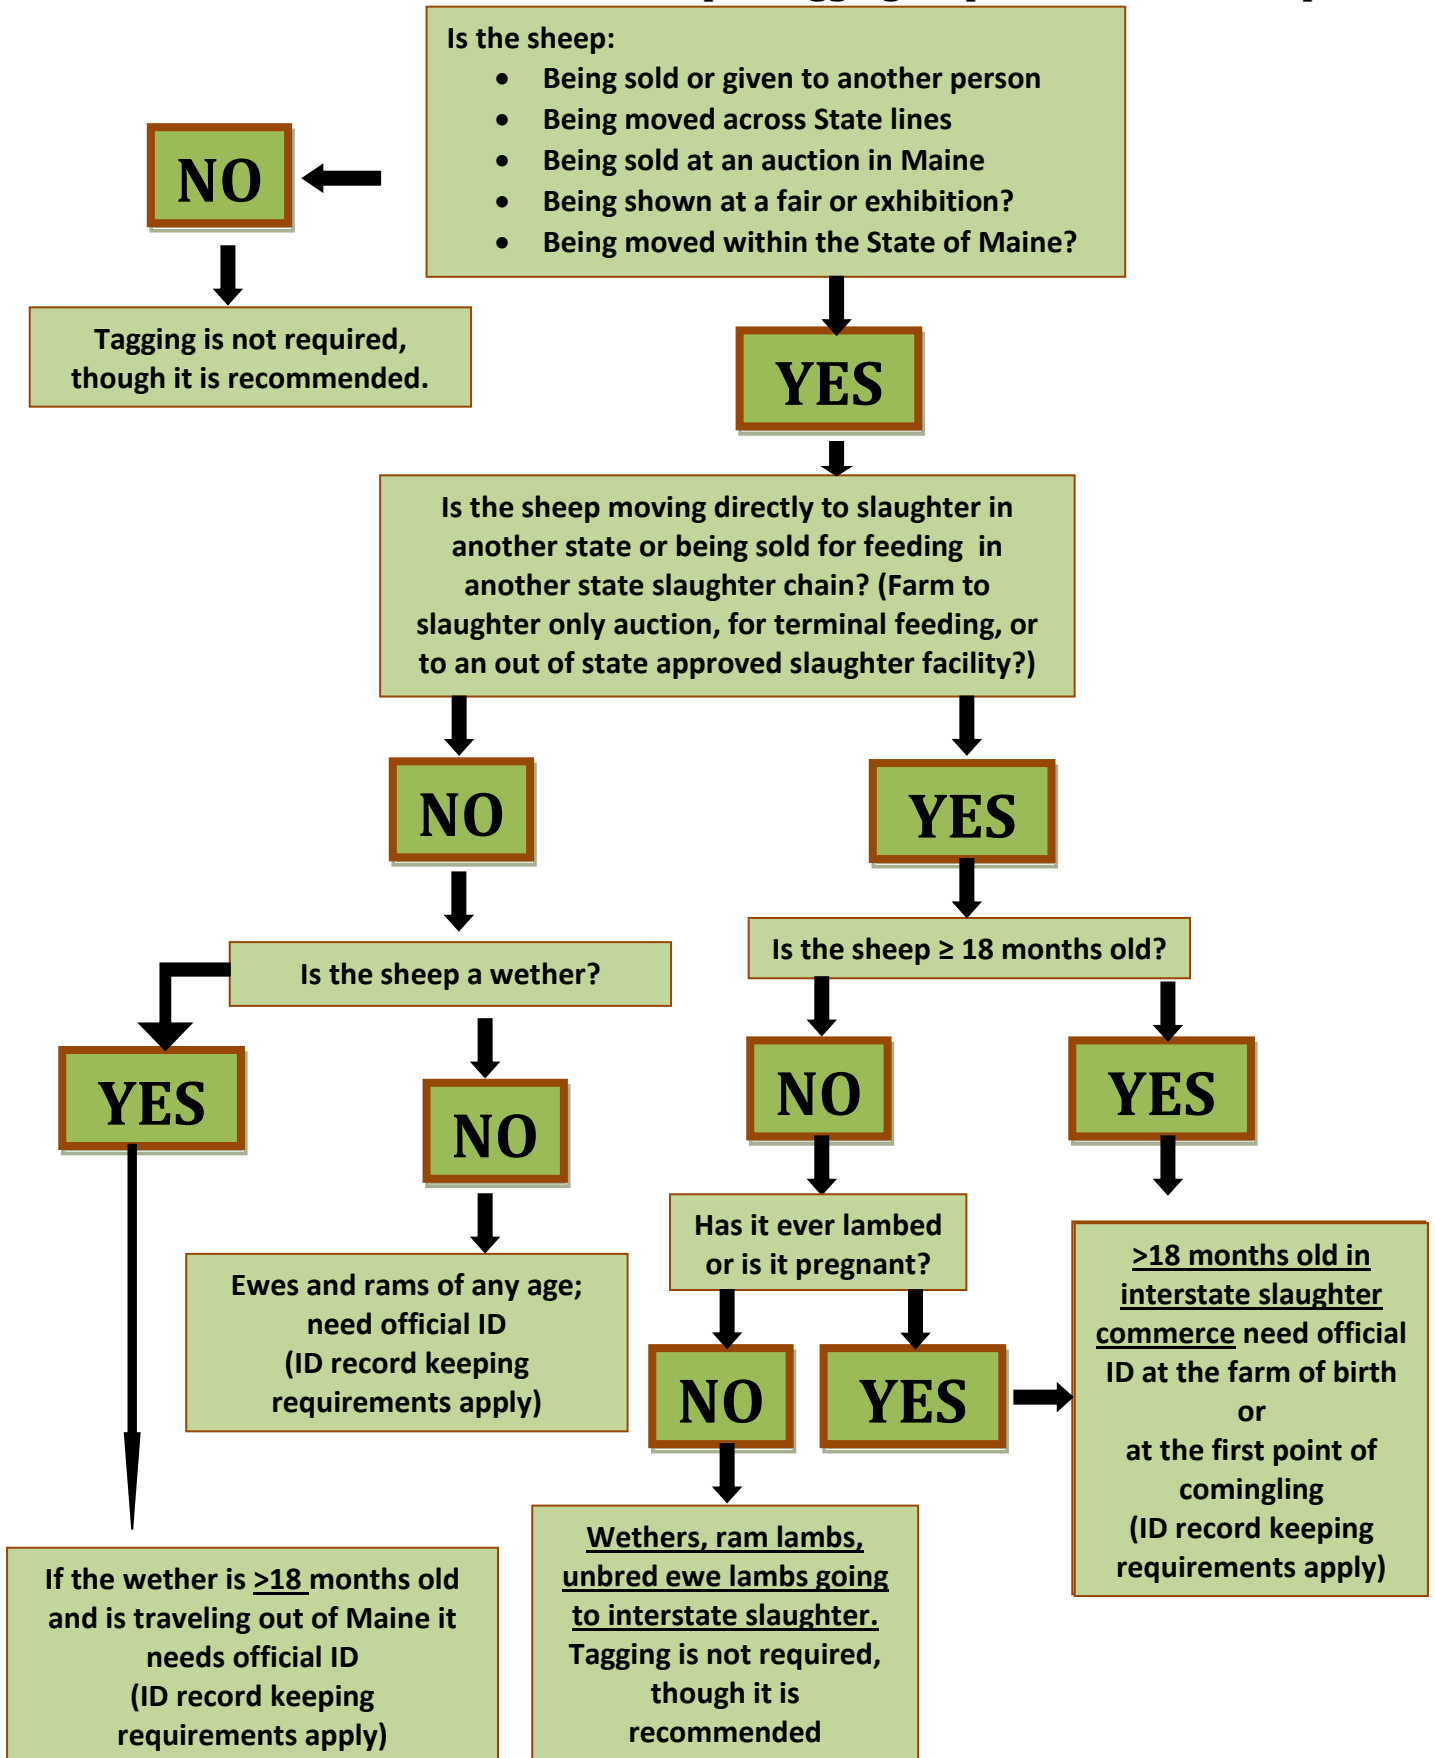 Is the sheep:
• Being sold or given to another person
• Being moved across State lines
• Being sold at an auction in Maine
• Being shown at a fair or exhibition?
• Being moved within the State of Maine?
NO
Tagging is not required,
though it is recommended.
YES
Is the sheep moving directly to slaughter in
another state or being sold for feeding in
another state slaughter chain? (Farm to
slaughter only auction, for terminal feeding, or
to an out of state approved slaughter facility?)
NO
YES
Is the sheep a wether?
Is the sheep ≥ 18 months old?
YES
NO
NO
YES
Ewes and rams of any age;
need official ID
(ID record keeping
requirements apply)
Has it ever lambed
or is it pregnant?
NO
YES
>18 months old in
interstate slaughter
commerce need official
ID at the farm of birth
or
at the first point of
comingling
(ID record keeping
requirements apply)
If the wether is >18 months old
and is traveling out of Maine it
needs official ID
(ID record keeping
requirements apply)
Wethers, ram lambs,
unbred ewe lambs going
to interstate slaughter.
Tagging is not required,
though it is
recommended